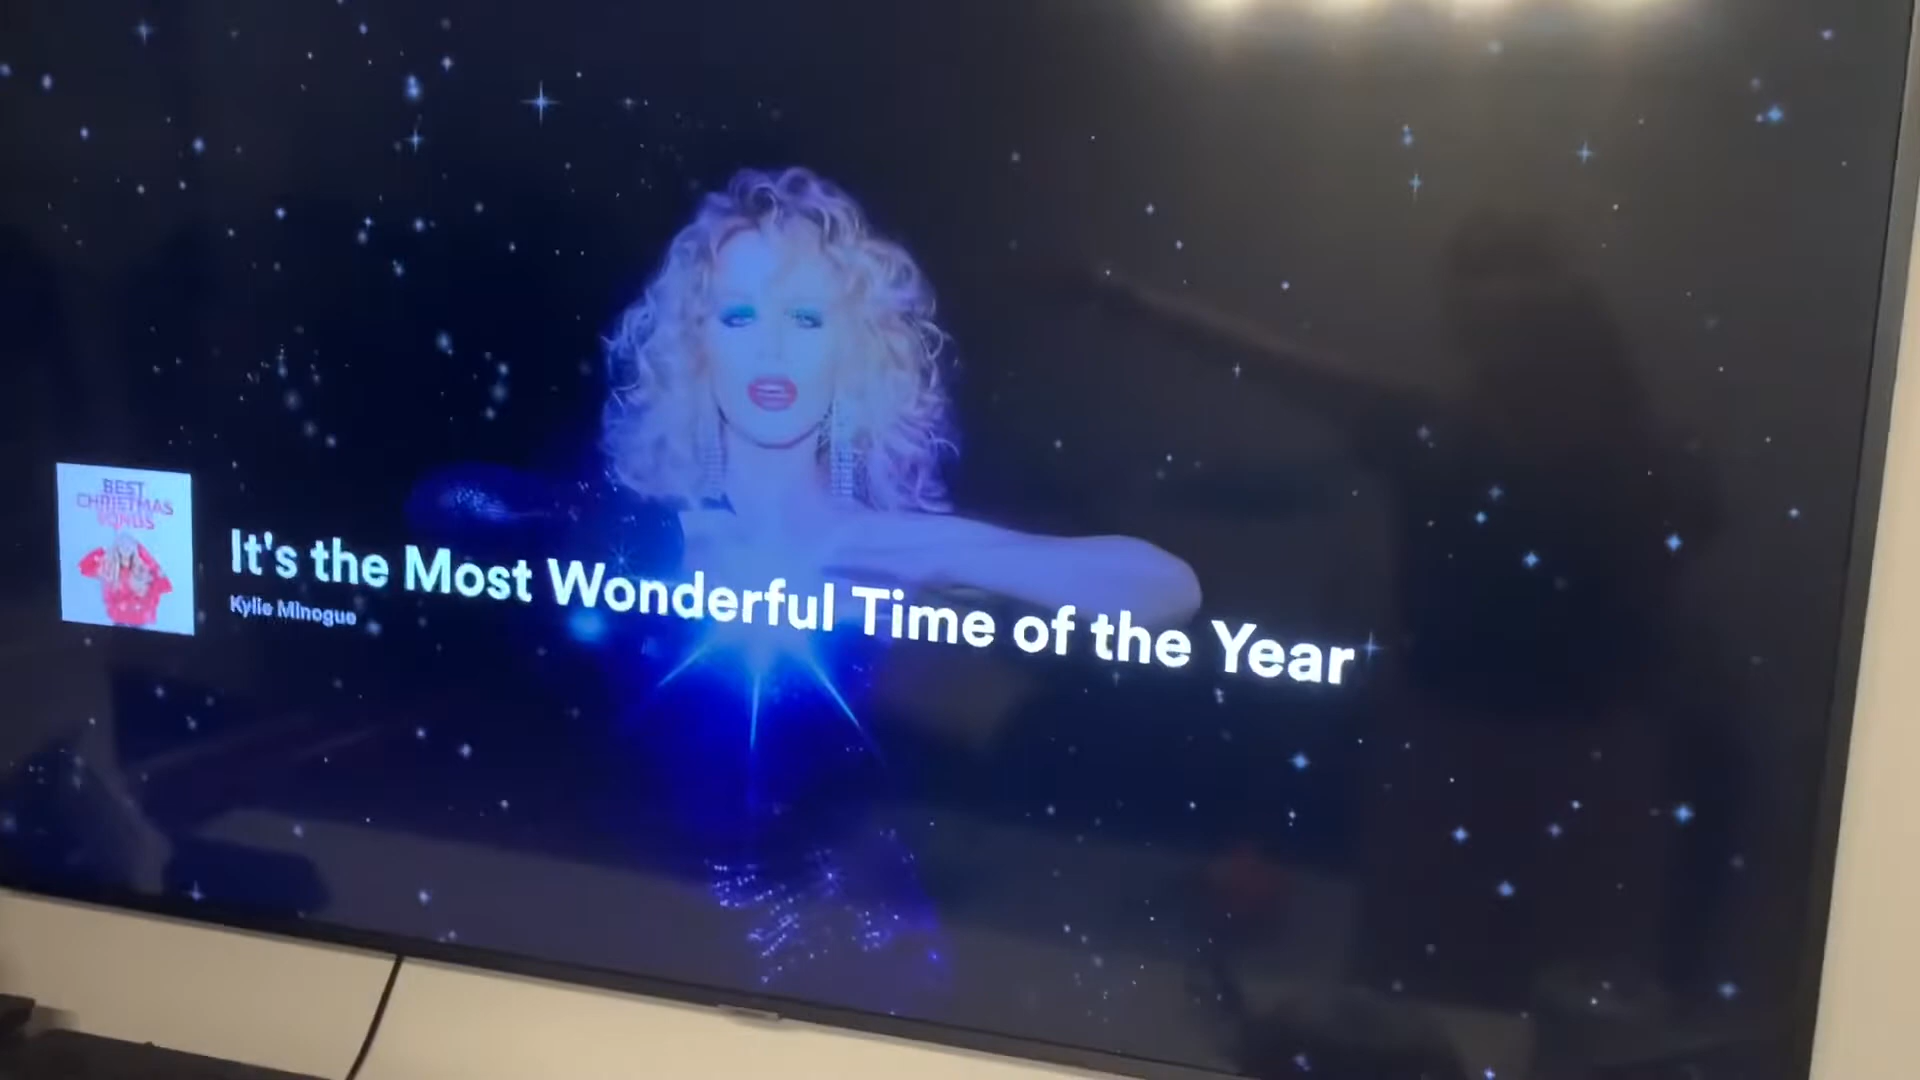 BEST
CHRISTMAS
SONGS
It's the Most Wonderful Time of the Year
Kylie Minogue